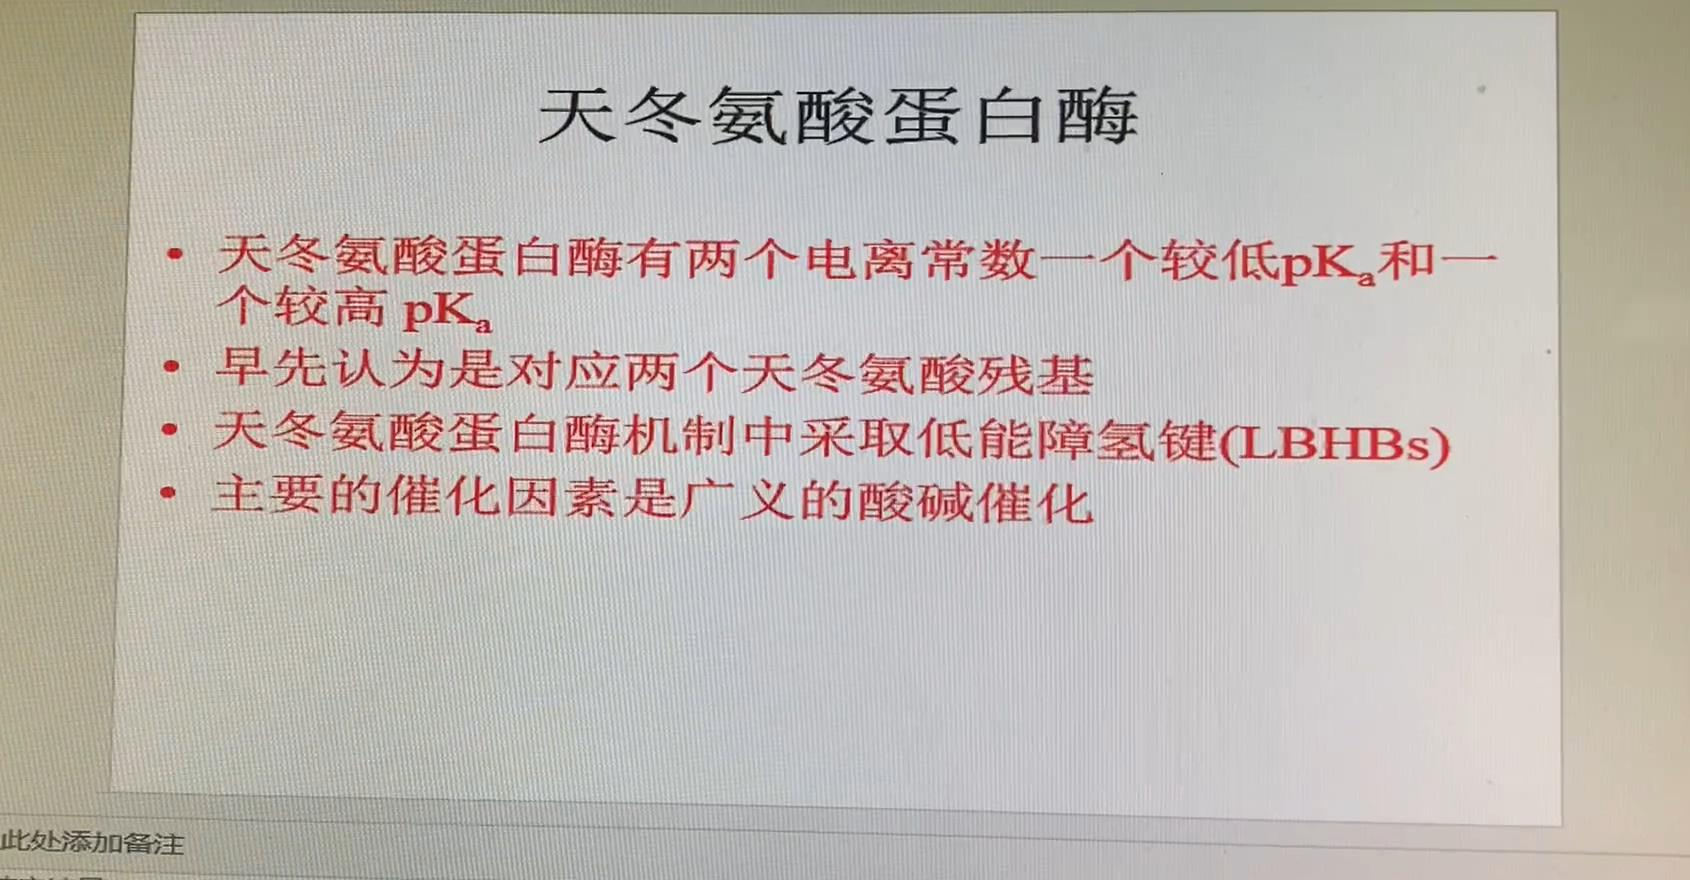 天冬氨酸蛋白酶
• 天冬氨酸蛋白酶有两个电离常数一个较低pKa和一
个较高 pKa
• 早先认为是对应两个天冬氨酸残基
• 天冬氨酸蛋白酶机制中采取低能障氢键(LBHBs)
• 主要的催化因素是广义的酸碱催化
此处添加备注